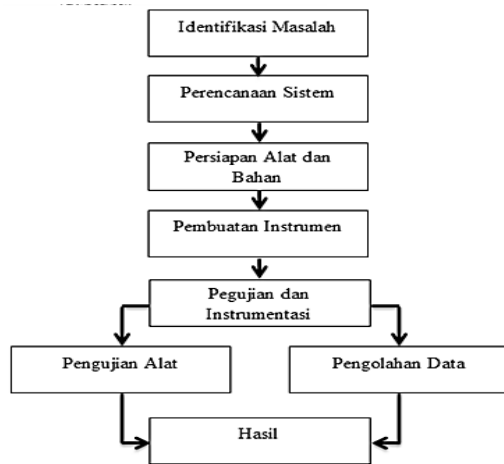 Identifikasi Masalah
Perencanaan Sistem
Persiapan Alat dan
Bahan
Pembuatan Instrumen
Pegujian dan
Instrumentasi
Pengujian Alat
Pengolahan Data
Hasil